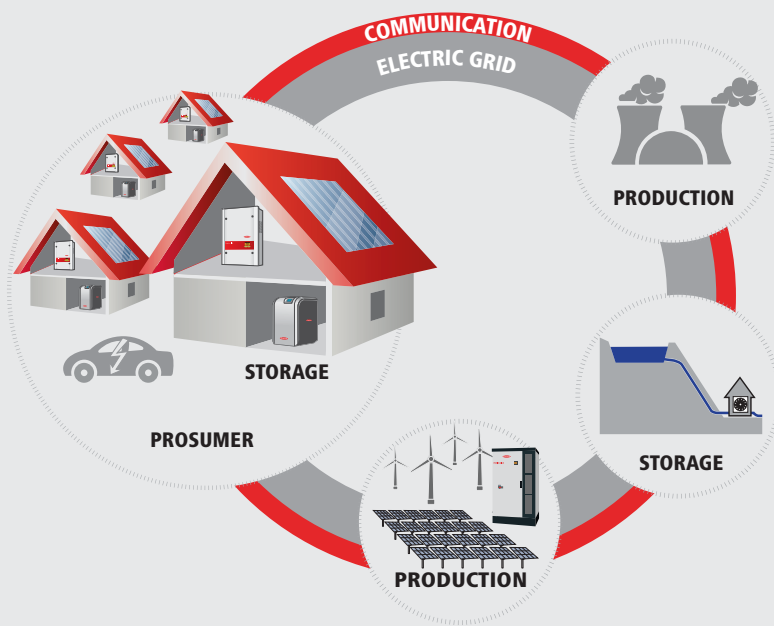 COMMUNICATION
ELECTRIC GRID
PRODUCTION
STORAGE
PROSUMER
STORAGE
PRODUCTION